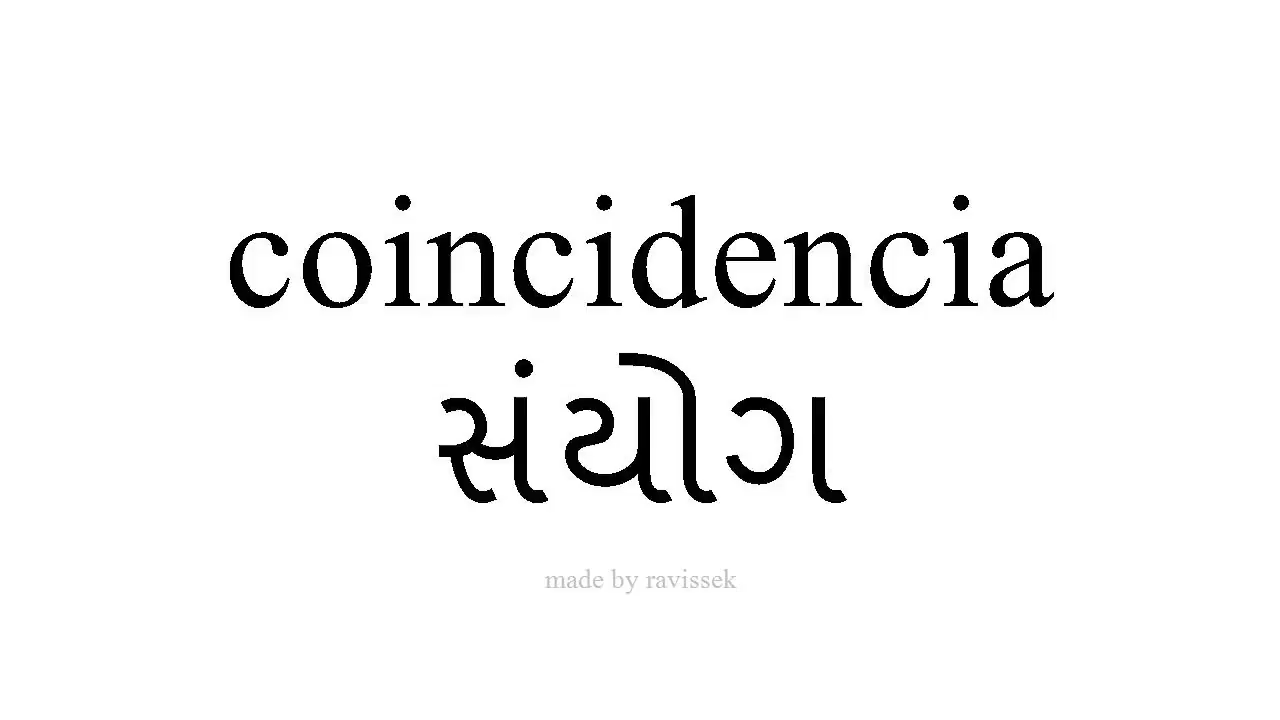 coincidencia
સંયોગ
made by ravissek